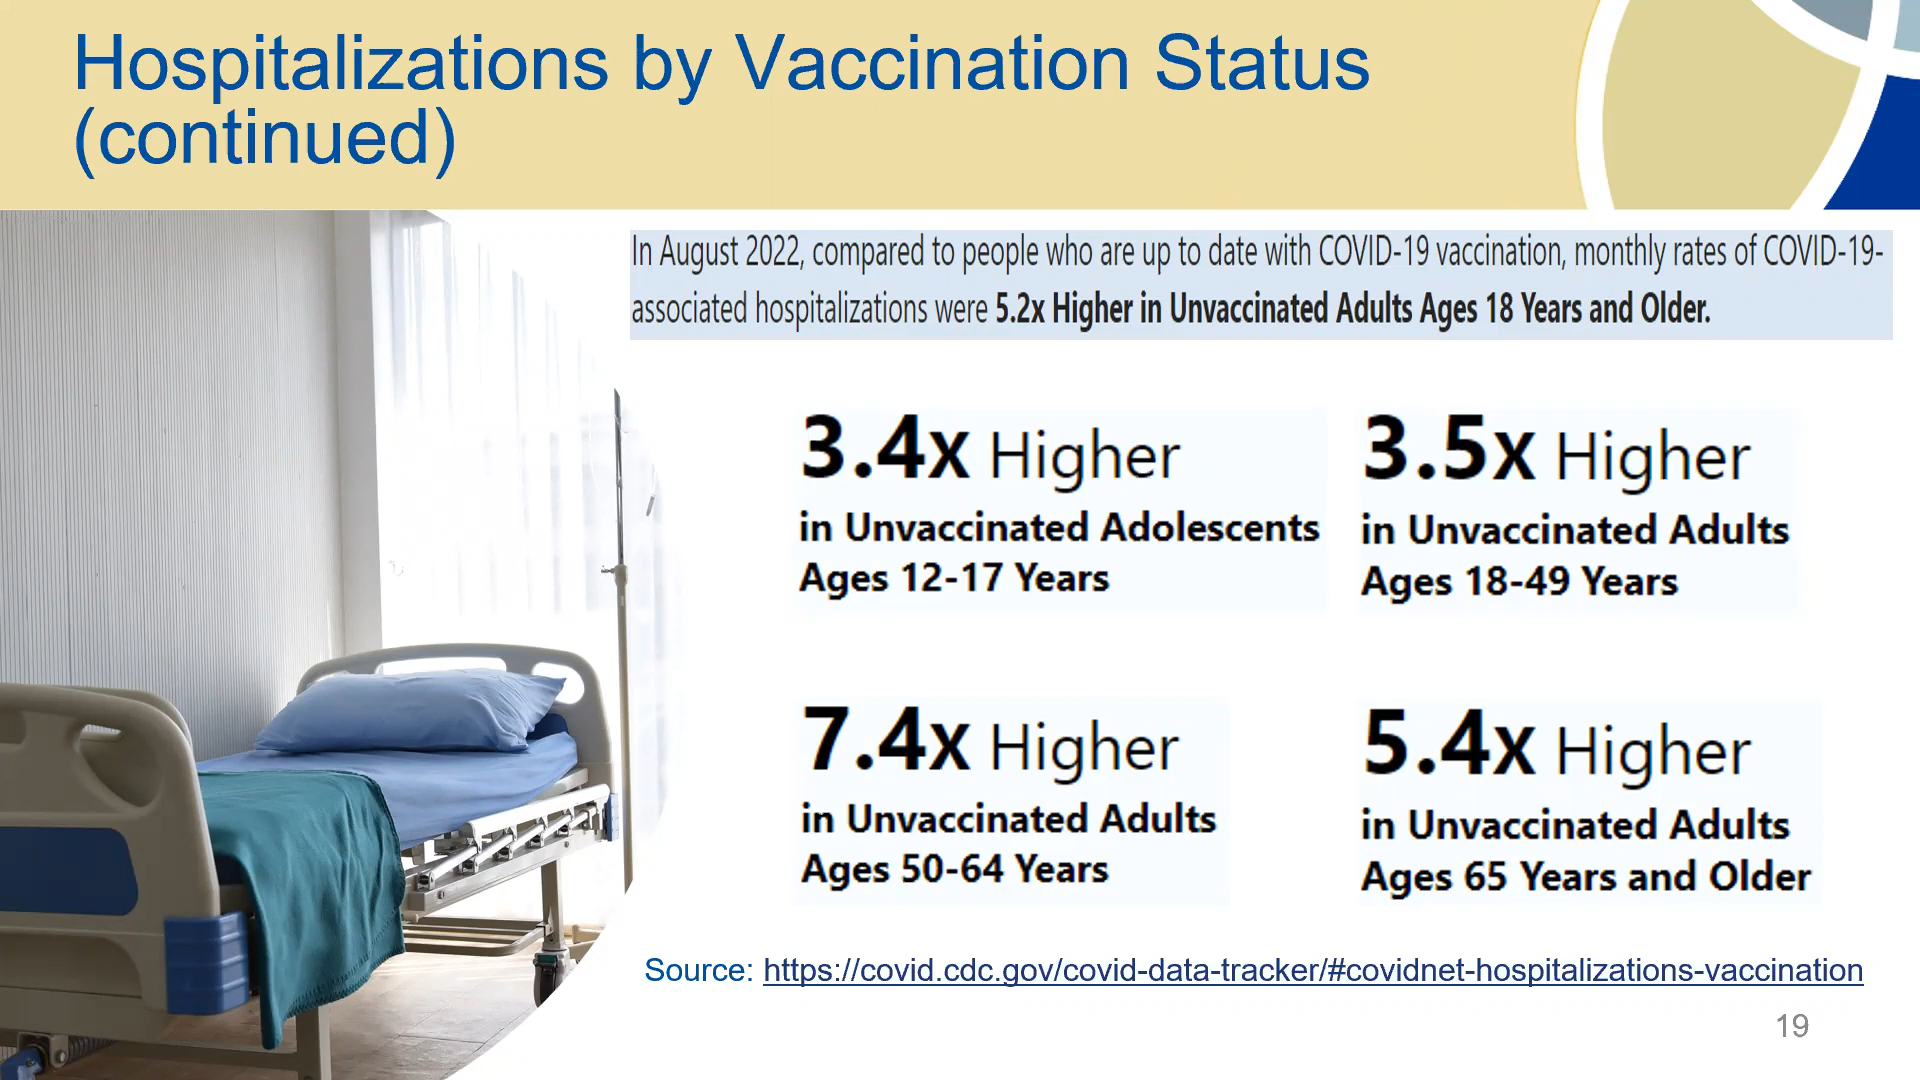 Hospitalizations by Vaccination Status
(continued)
In August 2022, compared to people who are up to date with COVID-19 vaccination, monthly rates of COVID-19-
associated hospitalizations were 5.2x Higher in Unvaccinated Adults Ages 18 Years and Older.
3.4x Higher
in Unvaccinated Adolescents
Ages 12-17 Years
3.5x Higher
in Unvaccinated Adults
Ages 18-49 Years
7.4x Higher
in Unvaccinated Adults
Ages 50-64 Years
5.4x Higher
in Unvaccinated Adults
Ages 65 Years and Older
Source: https://covid.cdc.gov/covid-data-tracker/#covidnet-hospitalizations-vaccination
19